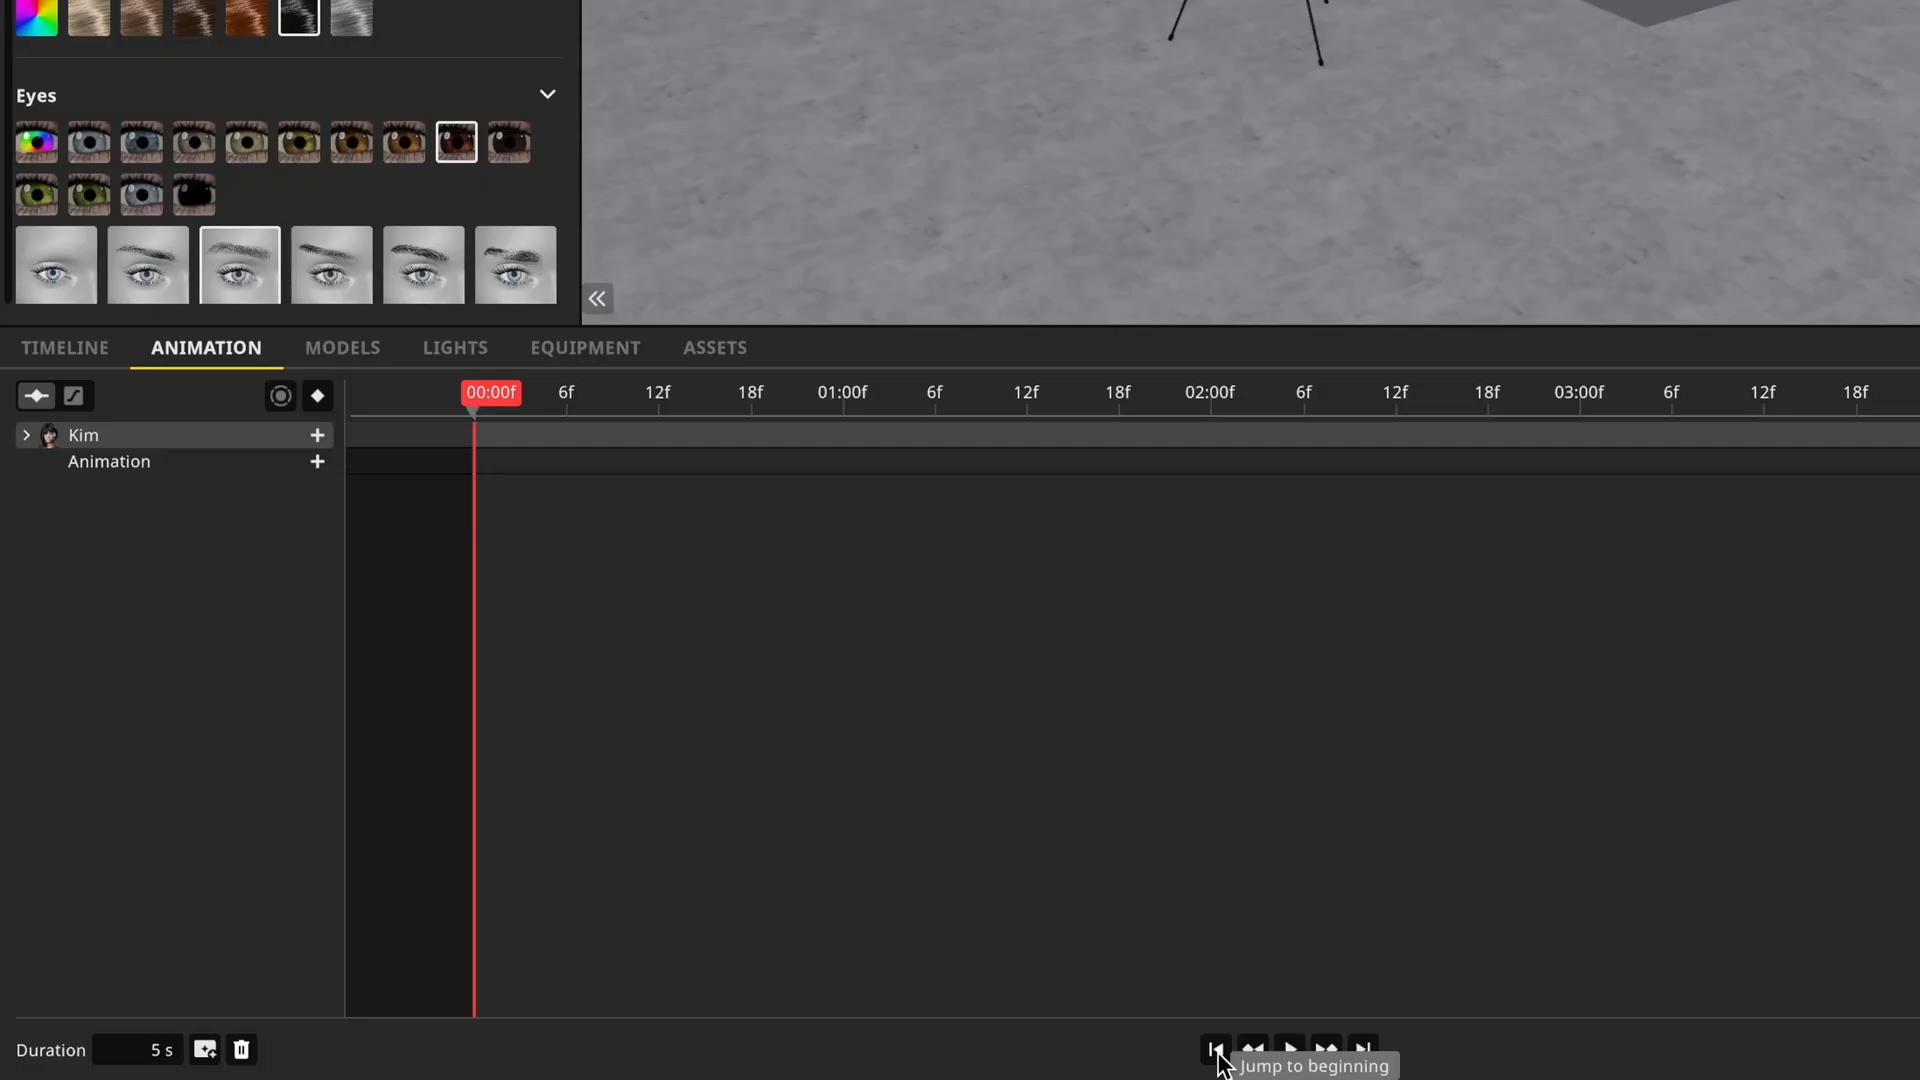 Eyes
TIMELINE ANIMATION MODELS LIGHTS EQUIPMENT ASSETS
00:00f 6f 12f 18f 01:00f 6f 12f 18f 02:00f 6f 12f 18f 03:00f 6f 12f 18f
Kim
Animation
Duration 5 s
Jump to beginning